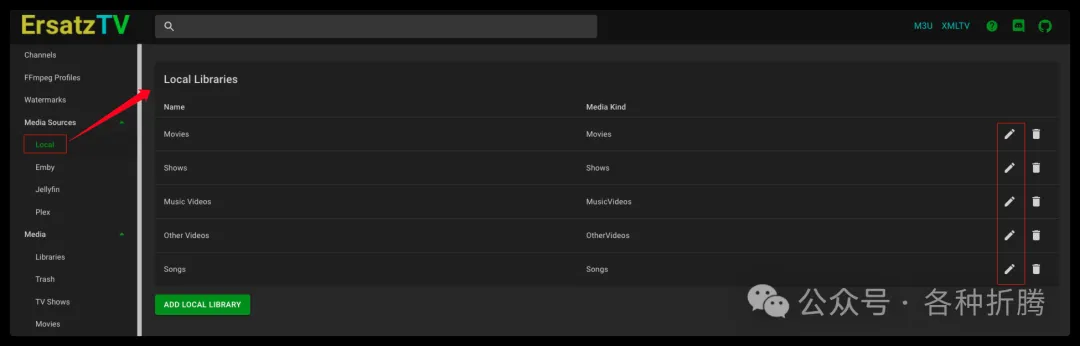 ErsatzTV
M3U XMLTV
Channels
FFmpeg Profiles
Watermarks
Media Sources
Local
Emby
Jellyfin
Plex
Media
Libraries
Trash
TV Shows
Movies
Local Libraries
Name Media Kind
Movies Movies
Shows Shows
Music Videos MusicVideos
Other Videos OtherVideos
Songs Songs
ADD LOCAL LIBRARY
公众号 · 各种折腾